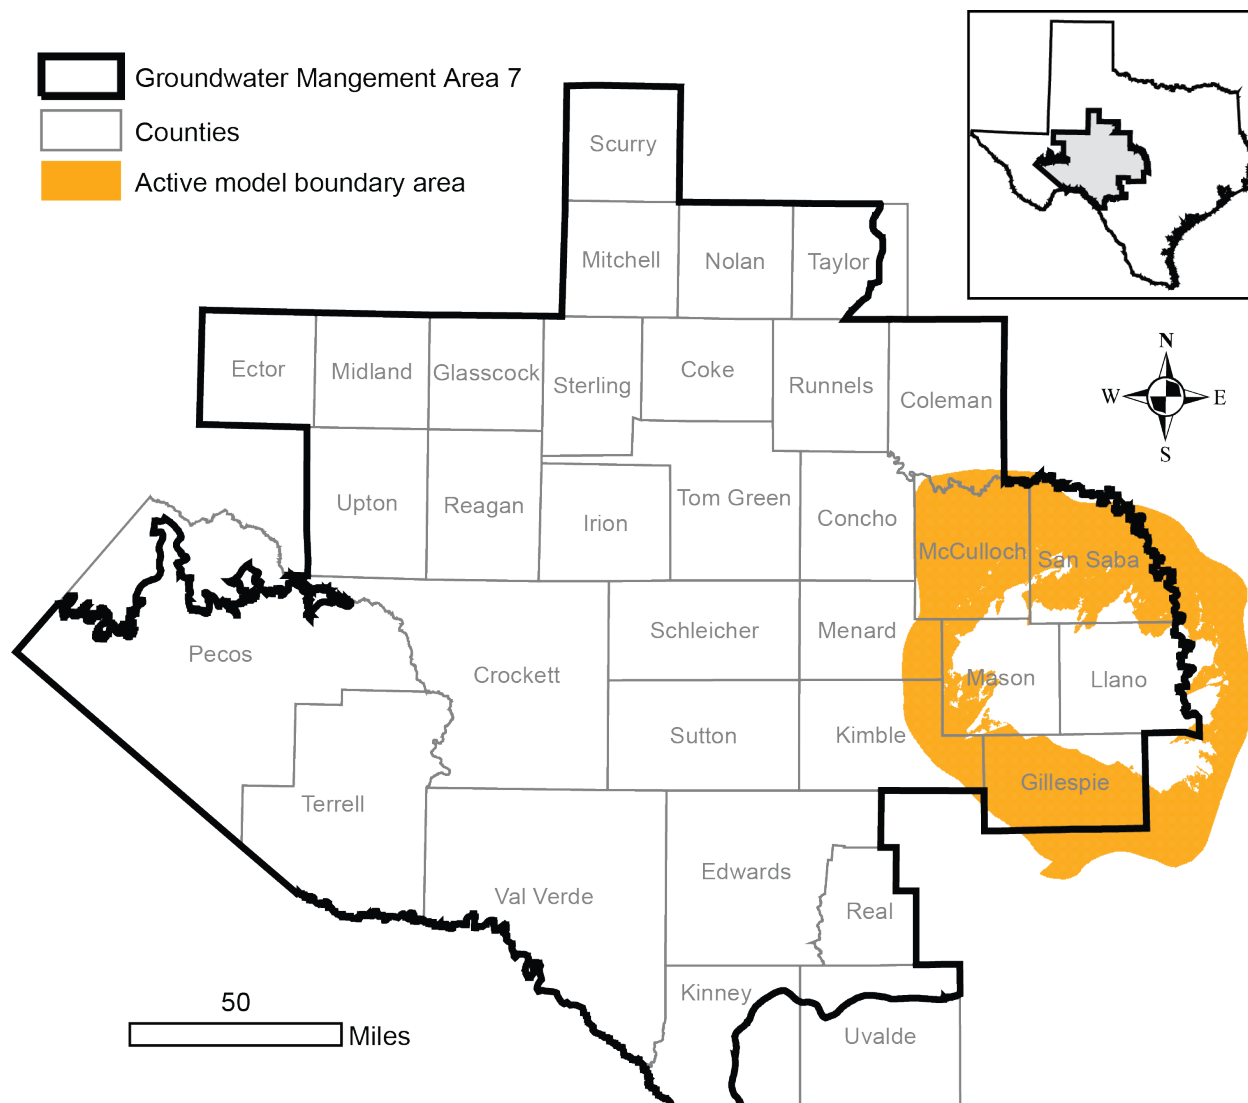 Groundwater Mangement Area 7
Counties
Active model boundary area
Scurry
Mitchell
Nolan
Taylor
Ector
Midland
Glasscock
Sterling
Coke
Runnels
Coleman
N
W
E
S
Upton
Reagan
Irion
Tom Green
Concho
McCulloch
San Saba
Pecos
Crockett
Schleicher
Menard
Mason
Llano
Sutton
Kimble
Gillespie
Terrell
Val Verde
Edwards
Real
Kinney
Uvalde
50
Miles